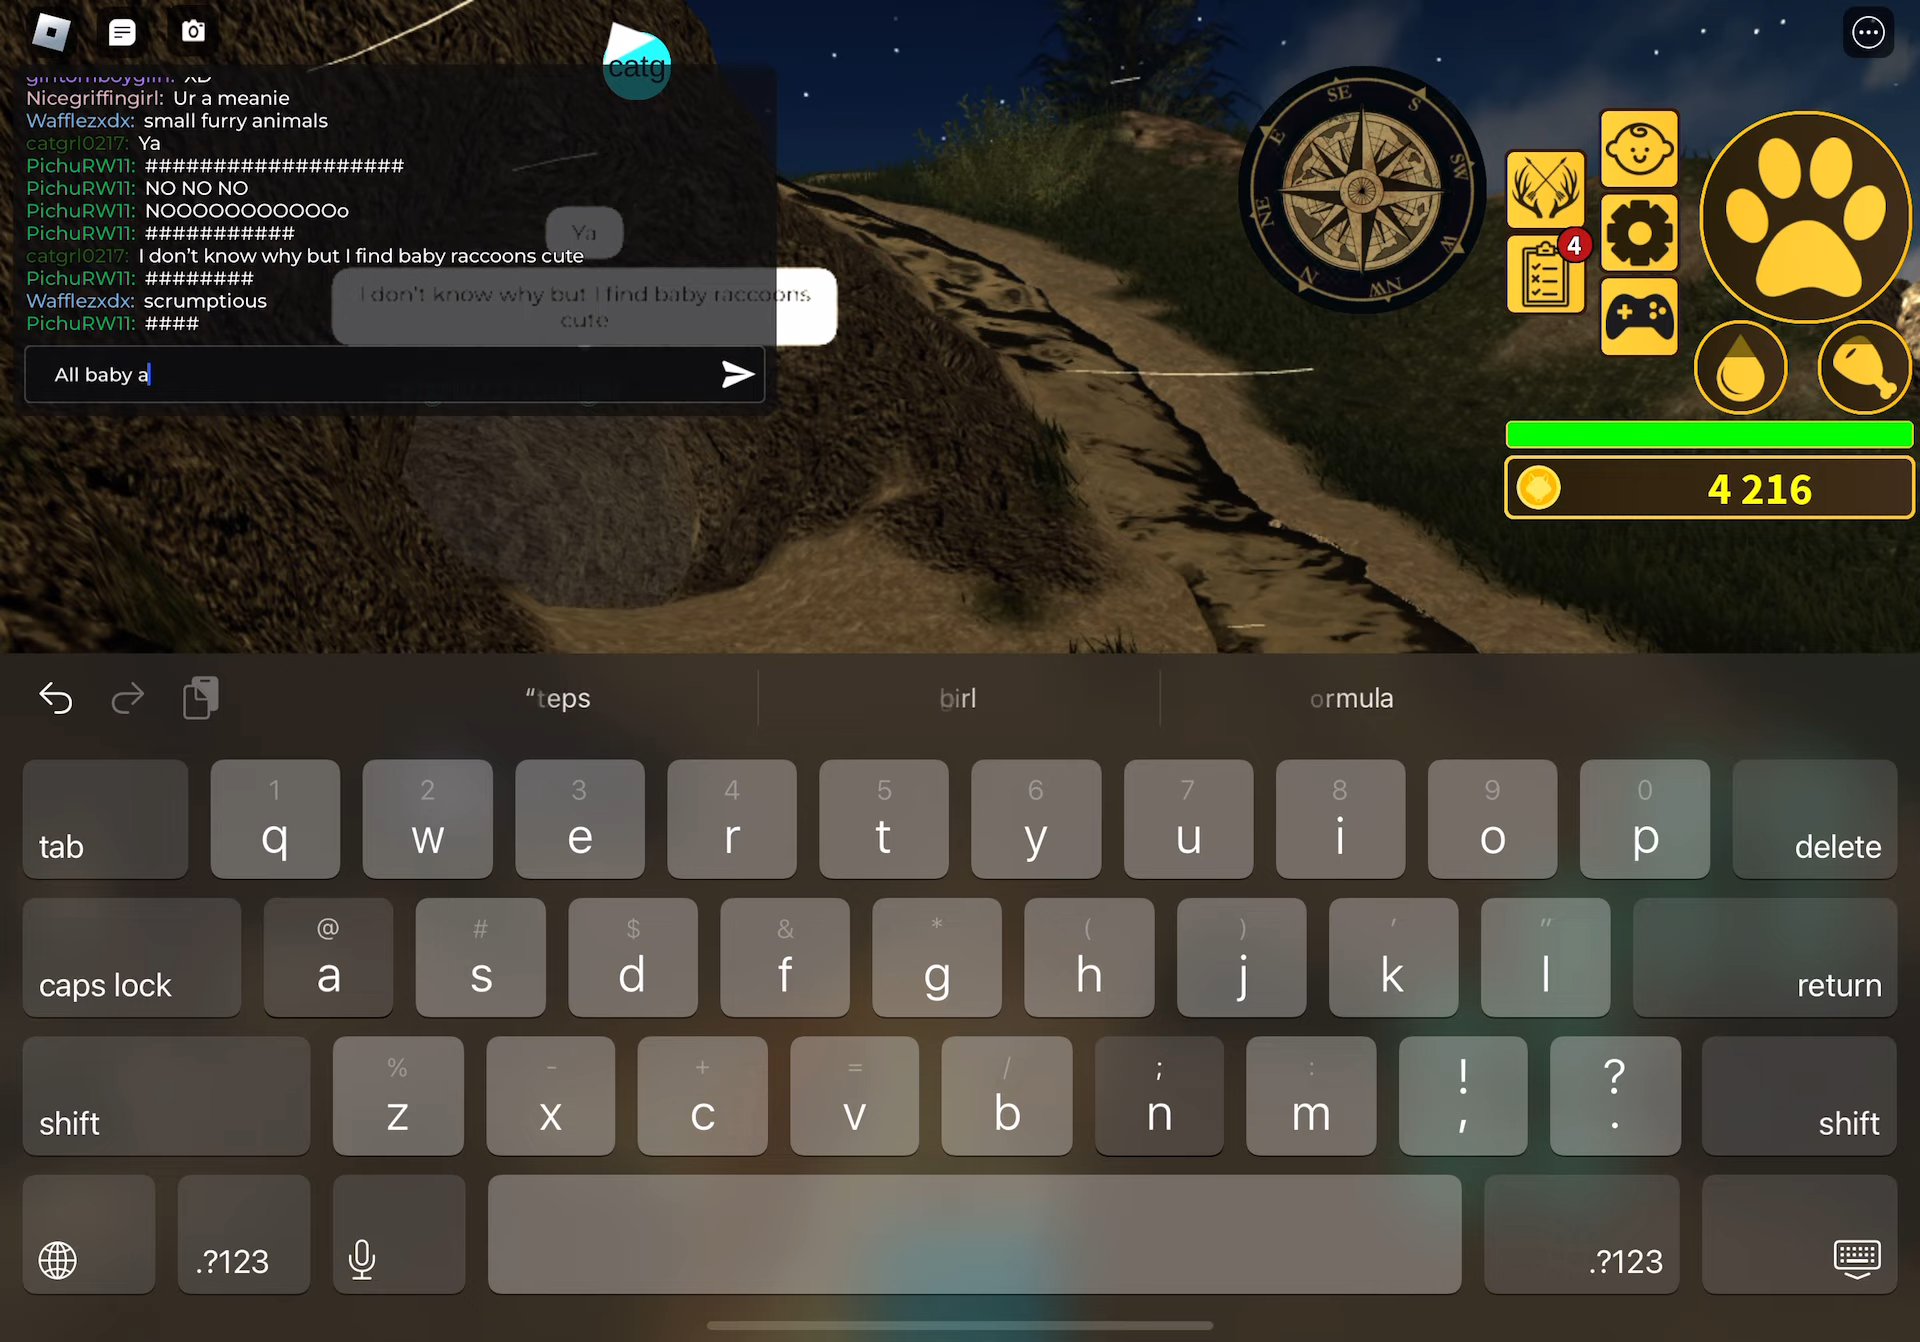 catg
XD
Nicegriffingirl: Ur a meanie
Wafflezxdx: small furry animals
catgrl0217: Ya
PichuRW11: ###################
PichuRW11: NO NO NO
PichuRW11: NOOOOOOOOOOOo
PichuRW11: ###########
catgrl0217: I don't know why but I find baby raccoons cute
PichuRW11: ########
Wafflezxdx: scrumptious
PichuRW11: ####
Ya
I don't know why but I find baby raccoons
cute
All baby a
SE
S
SW
W
NW
N
NE
E
4
4 216
"teps
girl
ormula
tab
1 2 3 4 5 6 7 8 9 0
q w e r t y u i o p
delete
@ # $ & * ( ) ' "
caps lock
a s d f g h j k l
return
% - + = / ; : ! ?
shift
z x c v b n m , .
shift
.?123
.?123